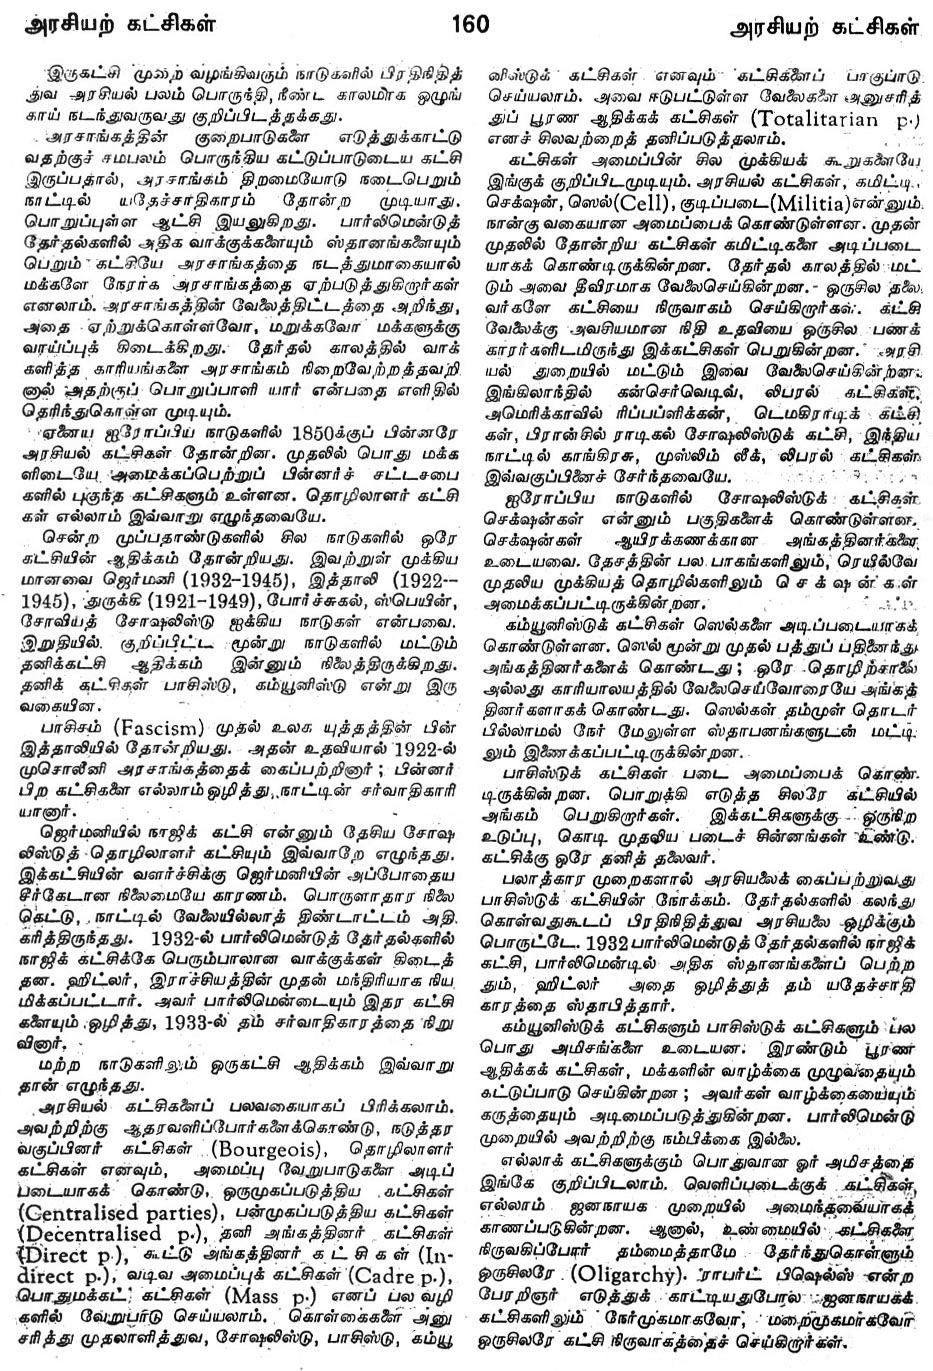 அரசியற் கட்சிகள்
160
அரசியற் கட்சிகள்
இருகட்சி முறை வழங்கிவரும் நாடுகளில் பிரதிநிதித்
துவ அரசியல் பலம் பொருந்தி, நீண்ட காலமாக ஒழுங்
காய் நடந்துவருவது குறிப்பிடத்தக்கது.
அரசாங்கத்தின் குறைபாடுகளை எடுத்துக்காட்டு
வதற்குச் சமபலம் பொருந்திய கட்டுப்பாடுடைய கட்சி
இருப்பதால், அரசாங்கம் திறமையோடு நடைபெறும்
நாட்டில் யதேச்சாதிகாரம் தோன்ற முடியாது.
பொறுப்புள்ள ஆட்சி இயலுகிறது. பார்லிமென்டுத்
தேர்தல்களில் அதிக வாக்குக்களையும் ஸ்தானங்களையும்
பெறும் கட்சியே அரசாங்கத்தை நடத்துமாகையால்
மக்களே நேராக அரசாங்கத்தை ஏற்படுத்துகிறார்கள்
எனலாம். அரசாங்கத்தின் வேலைத்திட்டத்தை அறிந்து,
அதை ஏற்றுக்கொள்ளவோ, மறுக்கவோ மக்களுக்கு
வாய்ப்புக் கிடைக்கிறது. தேர்தல் காலத்தில் வாக்
களித்த காரியங்களை அரசாங்கம் நிறைவேற்றத்தவறி
னால் அதற்குப் பொறுப்பாளி யார் என்பதை எளிதில்
தெரிந்துகொள்ள முடியும்.
ஏனைய ஐரோப்பிய நாடுகளில் 1850க்குப் பின்னரே
அரசியல் கட்சிகள் தோன்றின. முதலில் பொது மக்க
ளிடையே அமைக்கப்பெற்றுப் பின்னர்ச் சட்டசபை
களில் புகுந்த கட்சிகளும் உள்ளன. தொழிலாளர் கட்சி
கள் எல்லாம் இவ்வாறு எழுந்தவையே.
சென்ற முப்பதாண்டுகளில் சில நாடுகளில் ஒரே
கட்சியின் ஆதிக்கம் தோன்றியது. இவற்றுள் முக்கிய
மானவை ஜெர்மனி (1932-1945), இத்தாலி (1922--
1945), துருக்கி (1921-1949), போர்ச்சுகல், ஸ்பெயின்,
சோவியத் சோஷலிஸ்டு ஐக்கிய நாடுகள் என்பவை.
இறுதியில் குறிப்பிட்ட மூன்று நாடுகளில் மட்டும்
தனிக்கட்சி ஆதிக்கம் இன்னும் நிலைத்திருக்கிறது.
தனிக் கட்சிகள் பாசிஸ்டு, கம்யூனிஸ்டு என்று இரு
வகையின.
பாசிசம் (Fascism) முதல் உலக யுத்தத்தின் பின்
இத்தாலியில் தோன்றியது. அதன் உதவியால் 1922-ல்
முசொலீனி அரசாங்கத்தைக் கைப்பற்றினார் ; பின்னர்
பிற கட்சிகளை எல்லாம் ஒழித்து, நாட்டின் சர்வாதிகாரி
யானார்.
ஜெர்மனியில் நாஜிக் கட்சி என்னும் தேசிய சோஷ
லிஸ்டுத் தொழிலாளர் கட்சியும் இவ்வாறே எழுந்தது.
இக்கட்சியின் வளர்ச்சிக்கு ஜெர்மனியின் அப்போதைய
சீர்கேடான நிலைமையே காரணம். பொருளாதார நிலை
கெட்டு, நாட்டில் வேலையில்லாத் திண்டாட்டம் அதி
கரித்திருந்தது. 1932-ல் பார்லிமென்டுத் தேர்தல்களில்
நாஜிக் கட்சிக்கே பெரும்பாலான வாக்குக்கள் கிடைத்
தன. ஹிட்லர், இராச்சியத்தின் முதன் மந்திரியாக நிய
மிக்கப்பட்டார். அவர் பார்லிமென்டையும் இதர கட்சி
களையும் ஒழித்து, 1933-ல் தம் சர்வாதிகாரத்தை நிறு
வினார்.
மற்ற நாடுகளிலும் ஒருகட்சி ஆதிக்கம் இவ்வாறு
தான் எழுந்தது.
அரசியல் கட்சிகளைப் பலவகையாகப் பிரிக்கலாம்.
அவற்றிற்கு ஆதரவளிப்போர்களைக்கொண்டு, நடுத்தர
வகுப்பினர் கட்சிகள் (Bourgeois), தொழிலாளர்
கட்சிகள் எனவும், அமைப்பு வேறுபாடுகளை அடிப்
படையாகக் கொண்டு, ஒருமுகப்படுத்திய கட்சிகள்
(Centralised parties), பன்முகப்படுத்திய கட்சிகள்
(Decentralised p.), தனி அங்கத்தினர் கட்சிகள்
(Direct p.), கூட்டு அங்கத்தினர் கட்சிகள் (In-
direct p.), வடிவ அமைப்புக் கட்சிகள் (Cadre p.),
பொதுமக்கட் கட்சிகள் (Mass p.) எனப் பல வழி
களில் வேறுபாடு செய்யலாம். கொள்கைகளை அனு
சரித்து முதலாளித்துவ, சோஷலிஸ்டு, பாசிஸ்டு, கம்யூ
னிஸ்டுக் கட்சிகள் எனவும் கட்சிகளைப் பாகுபாடு
செய்யலாம். அவை ஈடுபட்டுள்ள வேலைகளை அனுசரித்
துப் பூரண ஆதிக்கக் கட்சிகள் (Totalitarian p.)
எனச் சிலவற்றைத் தனிப்படுத்தலாம்.
கட்சிகள் அமைப்பின் சில முக்கியக் கூறுகளையே
இங்குக் குறிப்பிடமுடியும். அரசியல் கட்சிகள், கமிட்டி,
செக்ஷன், ஸெல் (Cell), குடிப்படை (Militia) என்னும்
நான்கு வகையான அமைப்பைக் கொண்டுள்ளன. முதன்
முதலில் தோன்றிய கட்சிகள் கமிட்டிகளை அடிப்படை
யாகக் கொண்டிருக்கின்றன. தேர்தல் காலத்தில் மட்
டும் அவை தீவிரமாக வேலைசெய்கின்றன. ஒருசில தலை
வர்களே கட்சியை நிருவாகம் செய்கிறார்கள். கட்சி
வேலைக்கு அவசியமான நிதி உதவியை ஒருசில பணக்
காரர்களிடமிருந்து இக்கட்சிகள் பெறுகின்றன. அரசி
யல் துறையில் மட்டும் இவை வேலைசெய்கின்றன.
இங்கிலாந்தில் கன்செர்வெடிவ், லிபரல் கட்சிகள்,
அமெரிக்காவில் ரிப்பப்ளிக்கன், டெமாகிராடிக் கட்சி
கள், பிரான்சில் ராடிகல் சோஷலிஸ்டுக் கட்சி, இந்திய
நாட்டில் காங்கிரசு, முஸ்லிம் லீக், லிபரல் கட்சிகள்
இவ்வகுப்பினைச் சேர்ந்தவையே.
ஐரோப்பிய நாடுகளில் சோஷலிஸ்டுக் கட்சிகள்
செக்ஷன்கள் என்னும் பகுதிகளைக் கொண்டுள்ளன.
செக்ஷன்கள் ஆயிரக்கணக்கான அங்கத்தினர்களை
உடையவை. தேசத்தின் பல பாகங்களிலும், ரெயில்வே
முதலிய முக்கியத் தொழில்களிலும் செக்ஷன்கள்
அமைக்கப்பட்டிருக்கின்றன.
கம்யூனிஸ்டுக் கட்சிகள் ஸெல்களை அடிப்படையாகக்
கொண்டுள்ளன. ஸெல் மூன்று முதல் பத்துப் பதினைந்து
அங்கத்தினர்களைக் கொண்டது ; ஒரே தொழிற்சாலை
அல்லது காரியாலயத்தில் வேலைசெய்வோரையே அங்கத்
தினர்களாகக் கொண்டது. ஸெல்கள் தம்முள் தொடர்
பில்லாமல் நேர் மேலுள்ள ஸ்தாபனங்களுடன் மட்டி
லும் இணைக்கப்பட்டிருக்கின்றன.
பாசிஸ்டுக் கட்சிகள் படை அமைப்பைக் கொண்
டிருக்கின்றன. பொறுக்கி எடுத்த சிலரே கட்சியில்
அங்கம் பெறுகிறார்கள். இக்கட்சிகளுக்கு ஒருநிற
உடுப்பு, கொடி முதலிய படைச் சின்னங்கள் உண்டு.
கட்சிக்கு ஒரே தனித் தலைவர்.
பலாத்கார முறைகளால் அரசியலைக் கைப்பற்றுவது
பாசிஸ்டுக் கட்சியின் நோக்கம். தேர்தல்களில் கலந்து
கொள்வதுகூடப் பிரதிநிதித்துவ அரசியலை ஒழிக்கும்
பொருட்டே. 1932 பார்லிமென்டுத் தேர்தல்களில் நாஜிக்
கட்சி, பார்லிமென்டில் அதிக ஸ்தானங்களைப் பெற்ற
தும், ஹிட்லர் அதை ஒழித்துத் தம் யதேச்சாதி
காரத்தை ஸ்தாபித்தார்.
கம்யூனிஸ்டுக் கட்சிகளும் பாசிஸ்டுக் கட்சிகளும் பல
பொது அமிசங்களை உடையன. இரண்டும் பூரண
ஆதிக்கக் கட்சிகள், மக்களின் வாழ்க்கை முழுவதையும்
கட்டுப்பாடு செய்கின்றன ; அவர்கள் வாழ்க்கையையும்
கருத்தையும் அடிமைப்படுத்துகின்றன. பார்லிமென்டு
முறையில் அவற்றிற்கு நம்பிக்கை இல்லை.
எல்லாக் கட்சிகளுக்கும் பொதுவான ஓர் அமிசத்தை
இங்கே குறிப்பிடலாம். வெளிப்புடைக்குக் கட்சிகள்
எல்லாம் ஜனநாயக முறையில் அமைந்தவையாகக்
காணப்படுகின்றன. ஆனால், உண்மையில் கட்சிகளை
நிருவகிப்போர் தம்மைத்தாமே தேர்ந்துகொள்ளும்
ஒருசிலரே (Oligarchy). ராபர்ட் மிஷெல்ஸ் என்ற
பேரறிஞர் எடுத்துக் காட்டியதுபோல ஜனநாயகக்
கட்சிகளிலும் நேர்முகமாகவோ, மறைமுகமாகவோ
ஒருசிலரே கட்சி நிருவாகத்தைச் செய்கிறார்கள்.